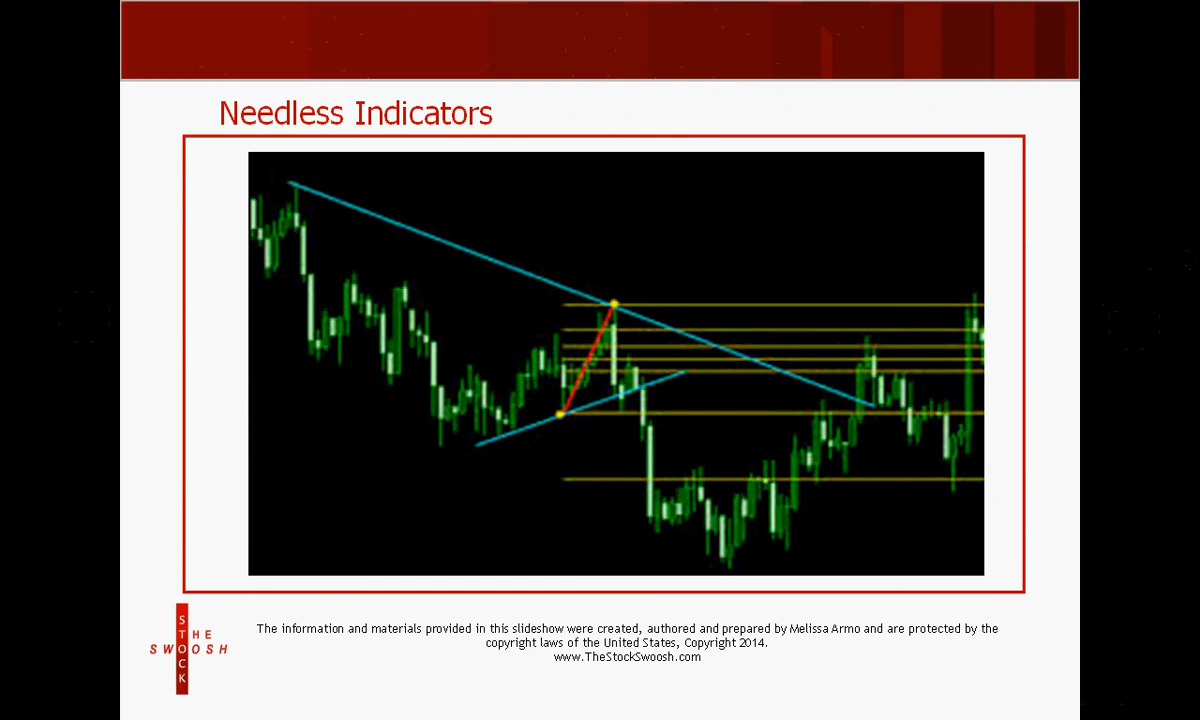 Needless Indicators
The information and materials provided in this slideshow were created, authored and prepared by Melissa Armo and are protected by the
copyright laws of the United States, Copyright 2014.
www.TheStockSwoosh.com
THE
STOCK
SWOOSH